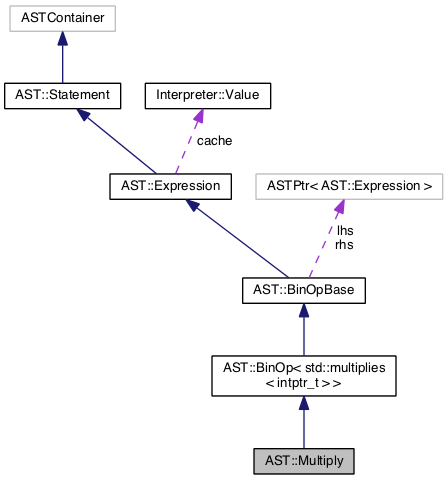 ASTContainer
AST::Statement
Interpreter::Value
cache
AST::Expression
ASTPtr< AST::Expression >
lhs
rhs
AST::BinOpBase
AST::BinOp< std::multiplies
< intptr_t > >
AST::Multiply